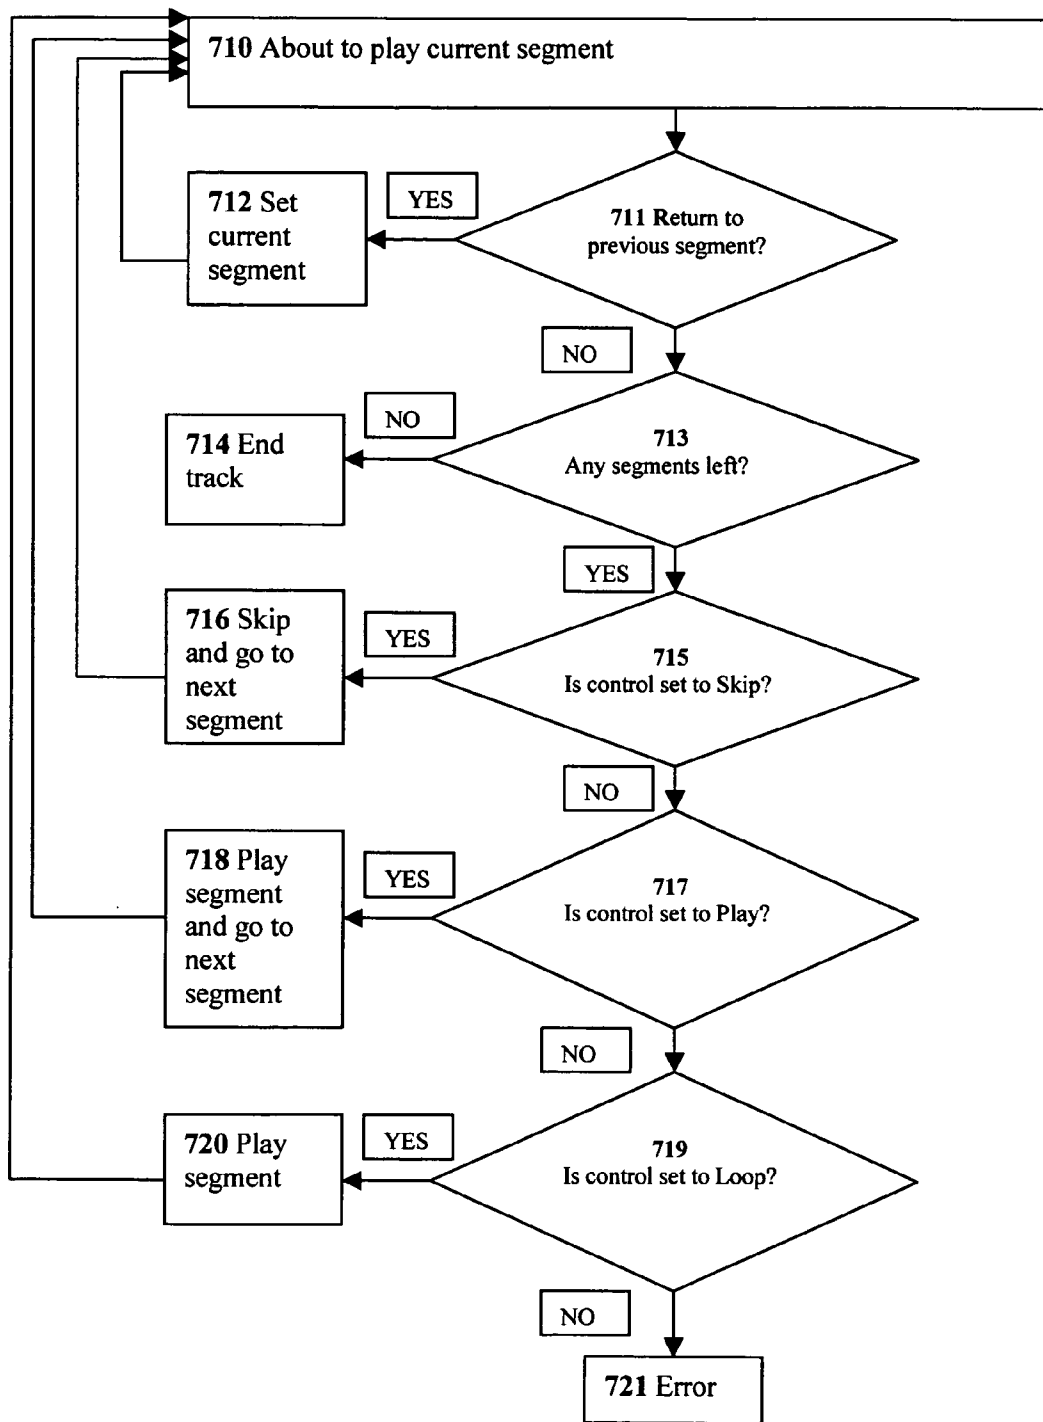 710 About to play current segment
YES
712 Set
current
segment
711 Return to
previous segment?
NO
NO
714 End
track
713
Any segments left?
YES
716 Skip
and go to
next
segment
YES
715
Is control set to Skip?
NO
718 Play
segment
and go to
next
segment
YES
717
Is control set to Play?
NO
720 Play
segment
YES
719
Is control set to Loop?
NO
721 Error